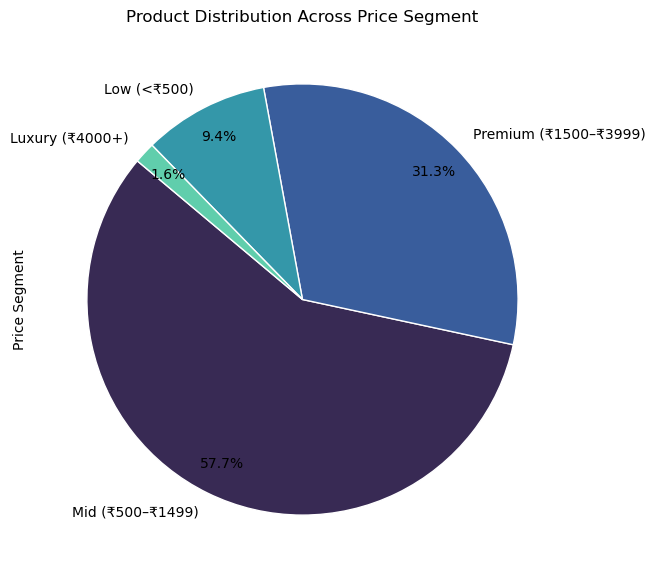 Product Distribution Across Price Segment
Low (<₹500)
9.4%
Premium (₹1500–₹3999)
31.3%
Luxury (₹4000+)
1.6%
Price Segment
57.7%
Mid (₹500–₹1499)